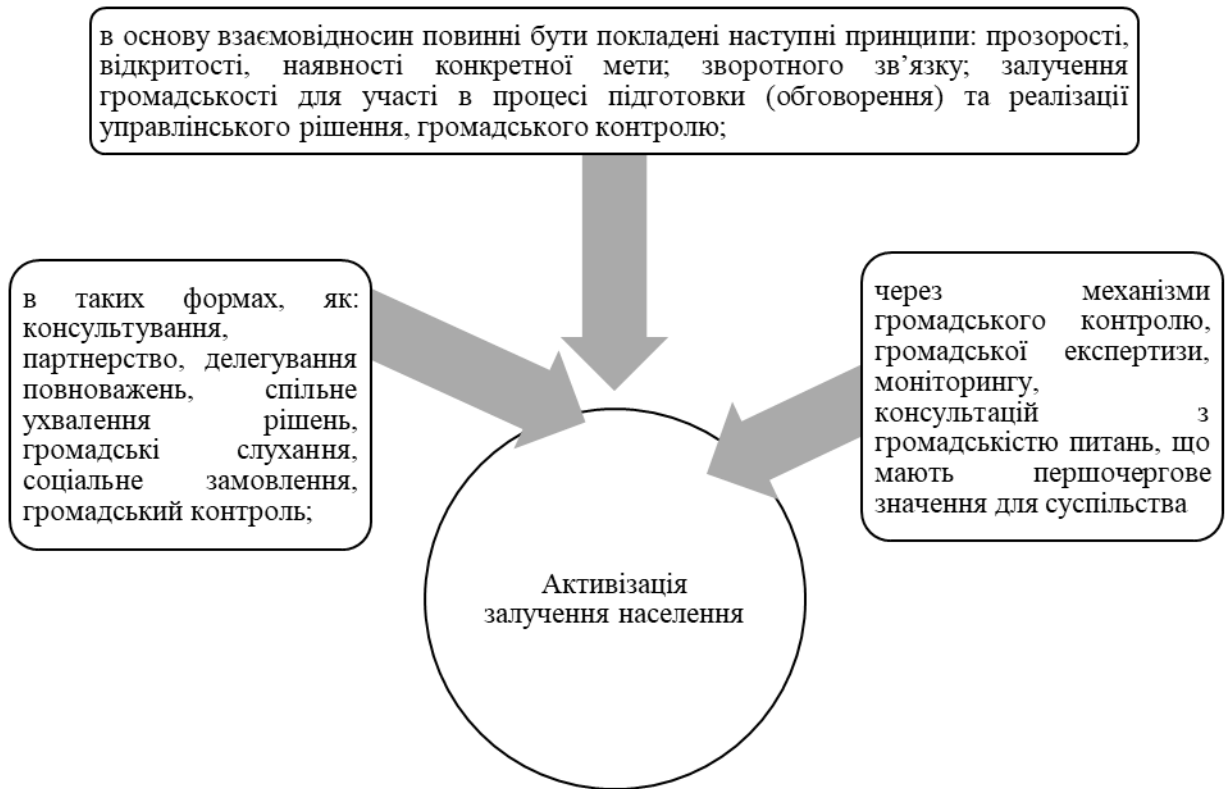 в основу взаємовідносин повинні бути покладені наступні принципи: прозорості,
відкритості, наявності конкретної мети; зворотного зв’язку; залучення
громадськості для участі в процесі підготовки (обговорення) та реалізації
управлінського рішення, громадського контролю;
в таких формах, як:
консультування,
партнерство, делегування
повноважень, спільне
ухвалення рішень,
громадські слухання,
соціальне замовлення,
громадський контроль;
через механізми
громадського контролю,
громадської експертизи,
моніторингу,
консультацій з
громадськістю питань, що
мають першочергове
значення для суспільства
Активізація
залучення населення